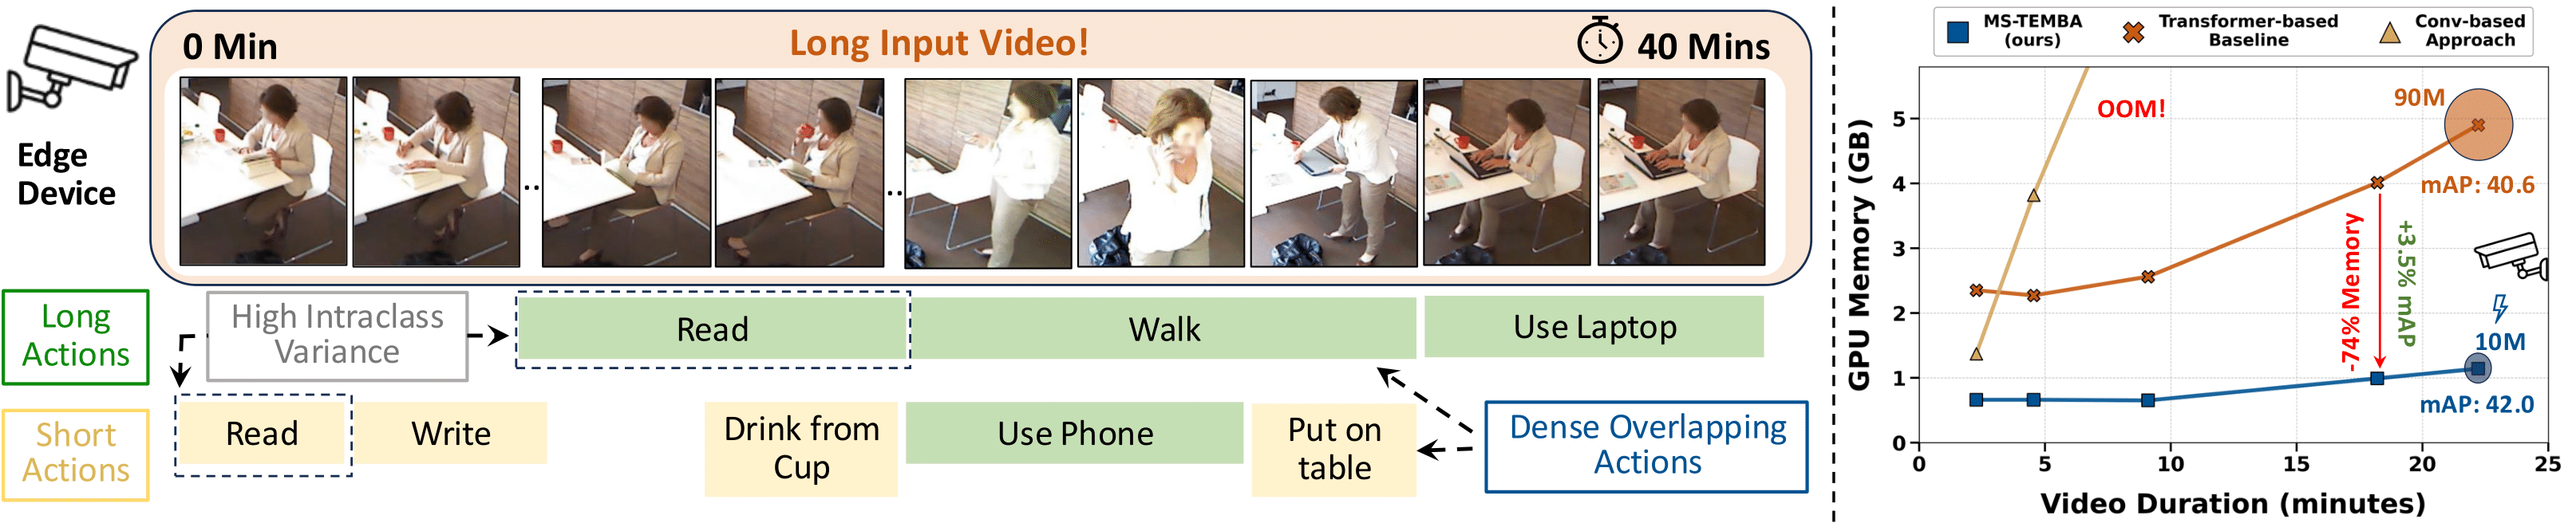 0 Min
Long Input Video!
40 Mins
Edge
Device
..
..
Long
Actions
High Intraclass
Variance
Read
Walk
Use Laptop
Short
Actions
Read
Write
Drink from
Cup
Use Phone
Put on
table
Dense Overlapping
Actions
MS-TEMBA
(ours)
Transformer-based
Baseline
Conv-based
Approach
GPU Memory (GB)
5
4
3
2
1
0
OOM!
90M
mAP: 40.6
-74% Memory
+3.5% mAP
10M
mAP: 42.0
0
5
10
15
20
25
Video Duration (minutes)